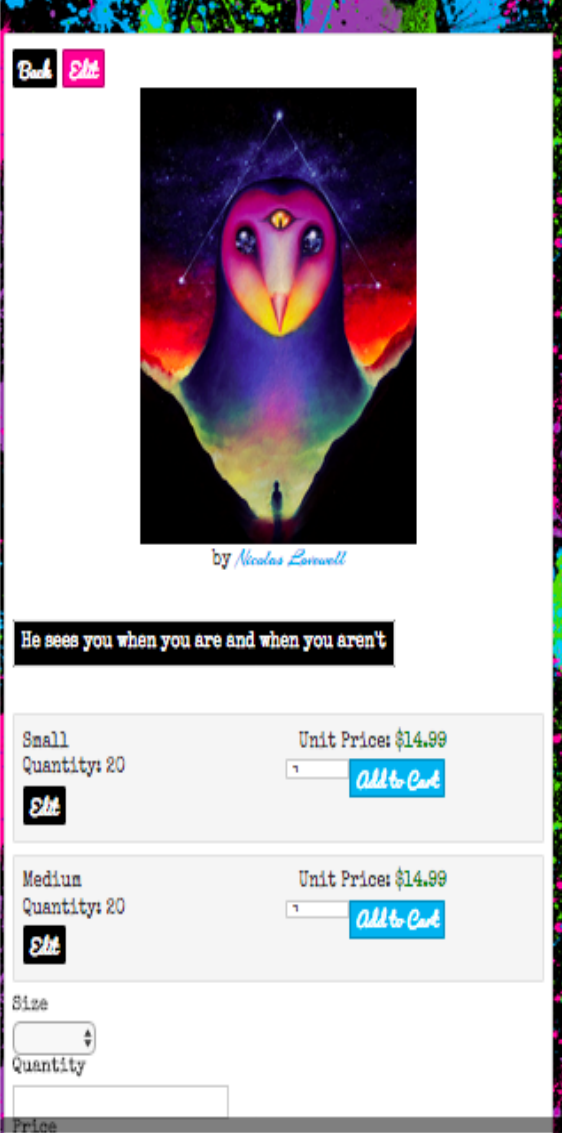 Back Edit
by Nicolas Lovewell
He sees you when you are and when you aren't
Small Unit Price: $14.99
Quantity: 20 Add to Cart
Edit
Medium Unit Price: $14.99
Quantity: 20 Add to Cart
Edit
Size
Quantity
Price